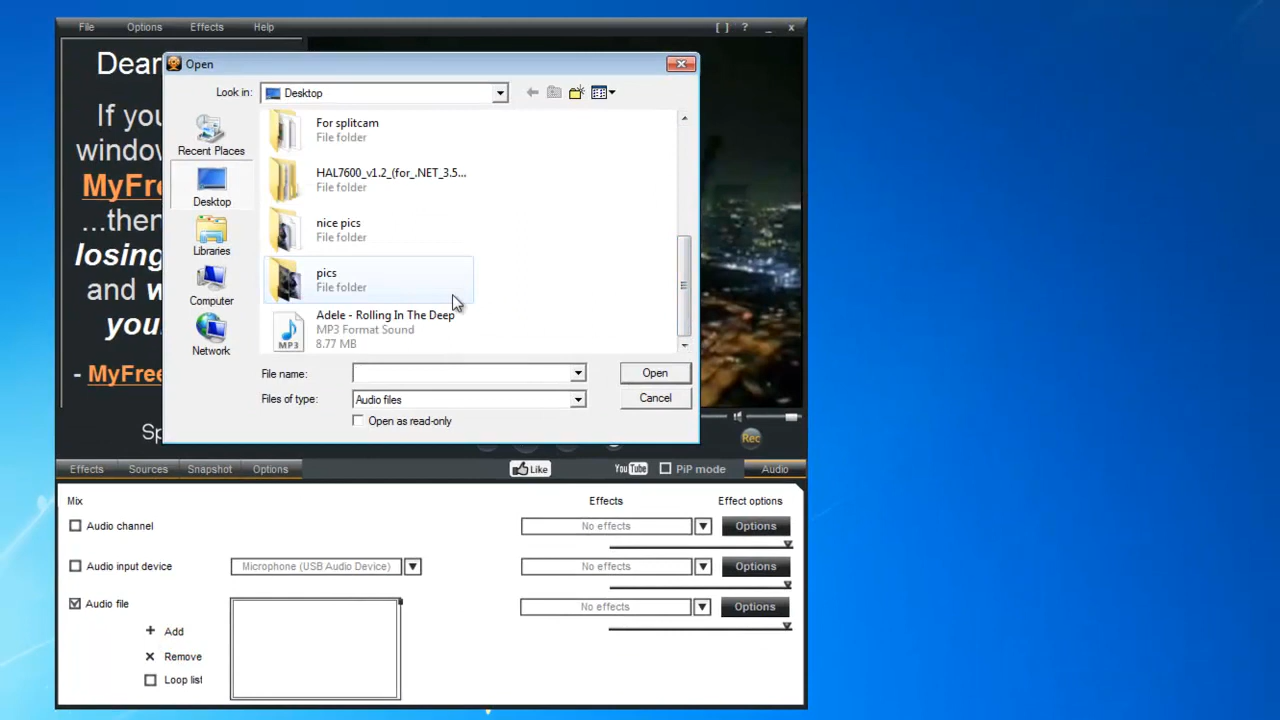 File Options Effects Help [ ] ? _ x
Dear
Open
Look in: Desktop
If you
window
MyFre
...then
losing
and w
you
- MyFree
Sp
Recent Places
Desktop
Libraries
Computer
Network
For splitcam
File folder
HAL7600_v1.2_(for_.NET_3.5...
File folder
nice pics
File folder
pics
File folder
Adele - Rolling In The Deep
MP3 Format Sound
8.77 MB
MP3
File name: Open
Files of type: Audio files Cancel
Open as read-only
Rec
Effects Sources Snapshot Options Like You Tube PiP mode Audio
Mix Effects Effect options
Audio channel No effects Options
Audio input device Microphone (USB Audio Device) No effects Options
Audio file No effects Options
Add
Remove
Loop list